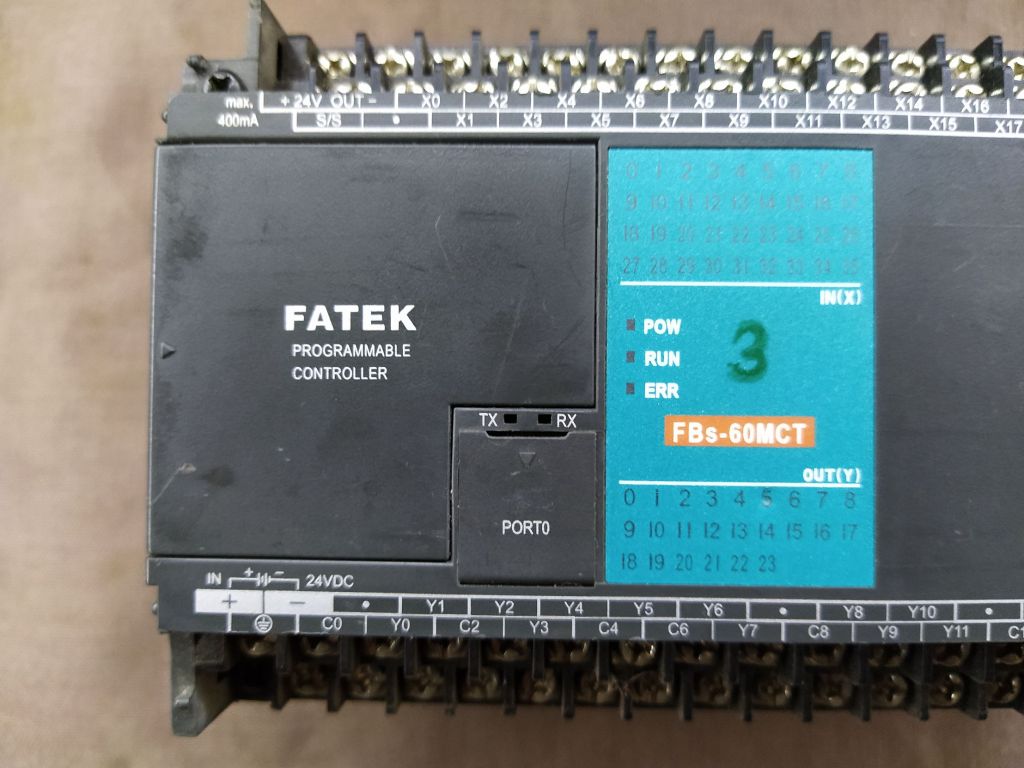 max. + 24V OUT - X0 X2 X4 X6 X8 X10 X12 X14 X16
400mA S/S • X1 X3 X5 X7 X9 X11 X13 X15 X17
0 1 2 3 4 5 6 7 8
9 10 11 12 13 14 15 16 17
18 19 20 21 22 23 24 25 26
27 28 29 30 31 32 33 34 35
IN(X)
FATEK
PROGRAMMABLE
CONTROLLER
POW
RUN
ERR
3
TX RX
FBs-60MCT
PORT0
OUT(Y)
0 1 2 3 4 5 6 7 8
9 10 11 12 13 14 15 16 17
18 19 20 21 22 23
IN + - 24VDC
+ - • Y1 Y2 Y4 Y5 Y6 • Y8 Y10 •
C0 Y0 C2 Y3 C4 C6 Y7 C8 Y9 Y11